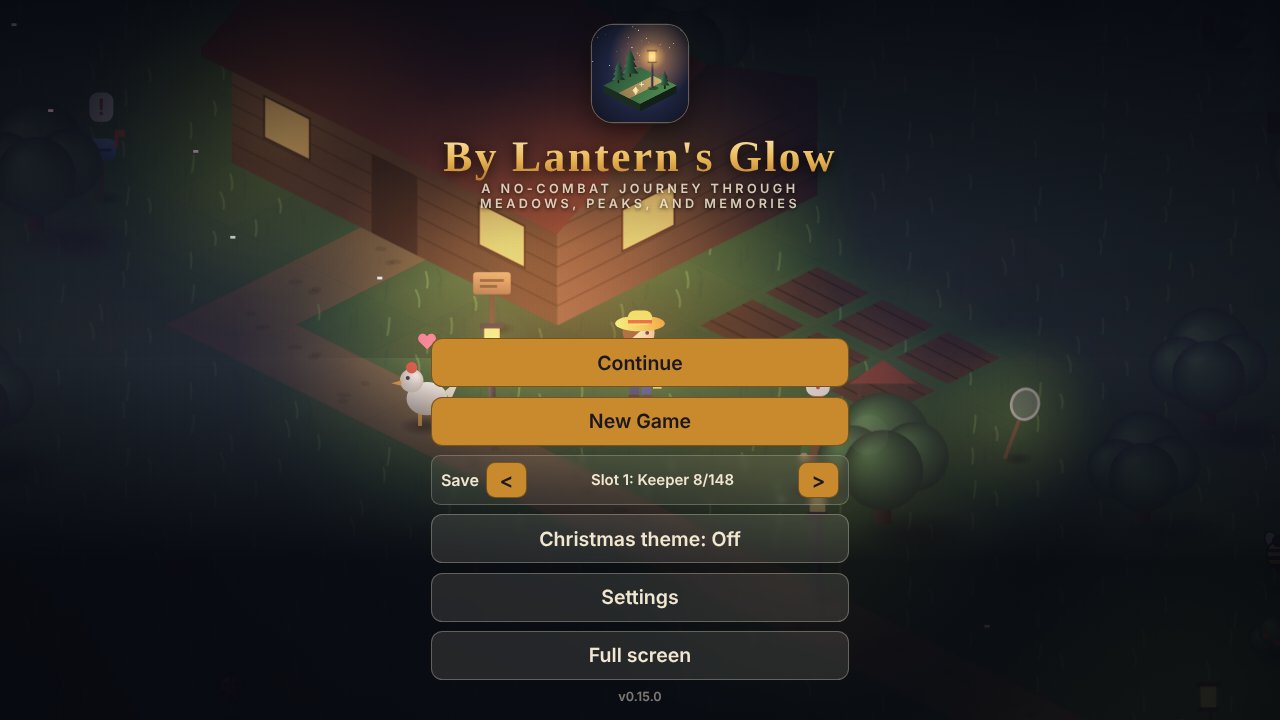 By Lantern's Glow
A NO-COMBAT JOURNEY THROUGH
MEADOWS, PEAKS, AND MEMORIES
!
Continue
New Game
Save < Slot 1: Keeper 8/148 >
Christmas theme: Off
Settings
Full screen
v0.15.0